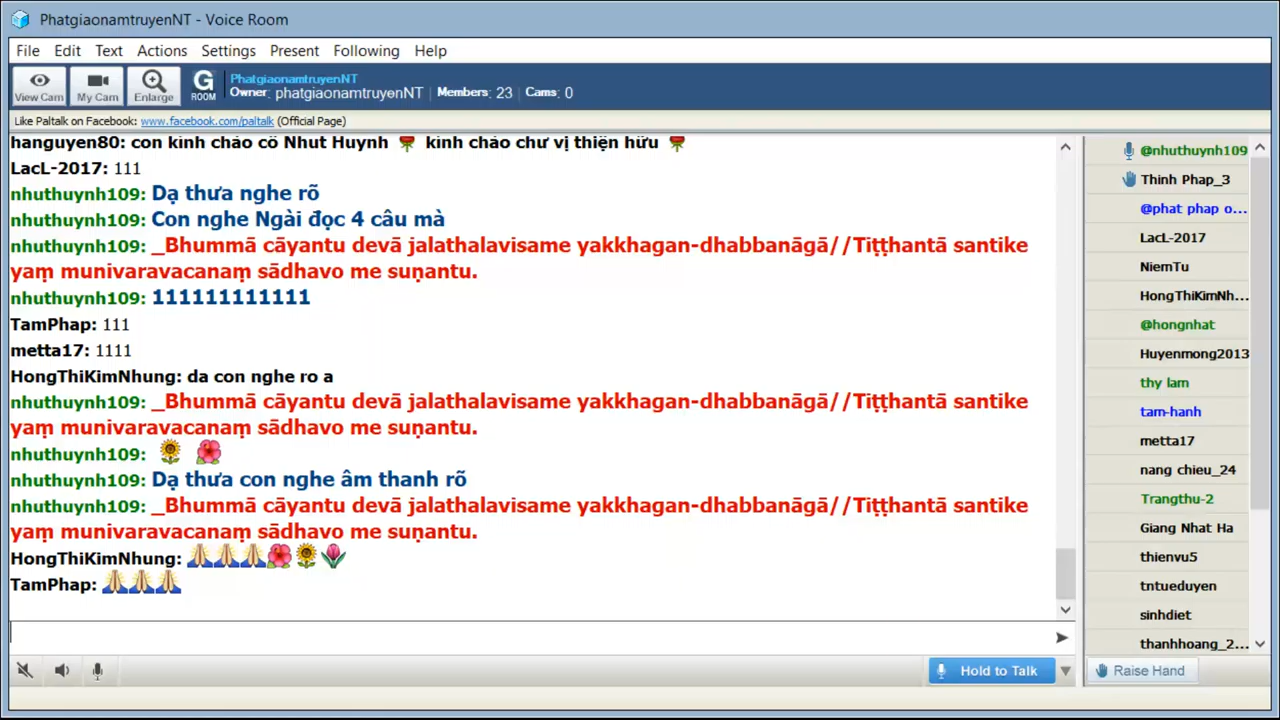 PhatgiaonamtruyenNT - Voice Room
File Edit Text Actions Settings Present Following Help
View Cam My Cam Enlarge G ROOM
PhatgiaonamtruyenNT
Owner: phatgiaonamtruyenNT | Members: 23 | Cams: 0
Like Paltalk on Facebook: www.facebook.com/paltalk (Official Page)
hanguyen80: con kính chào cô Nhut Huynh kính chào chư vị thiện hữu
LacL-2017: 111
nhuthuynh109: Dạ thưa nghe rõ
nhuthuynh109: Con nghe Ngài đọc 4 câu mà
nhuthuynh109: _Bhummā cāyantu devā jalathalavisame yakkhagan-dhabbanāgā//Tiṭṭhantā santike
yaṃ munivaravacanaṃ sādhavo me suṇantu.
nhuthuynh109: 111111111111
TamPhap: 111
metta17: 1111
HongThiKimNhung: da con nghe ro a
nhuthuynh109: _Bhummā cāyantu devā jalathalavisame yakkhagan-dhabbanāgā//Tiṭṭhantā santike
yaṃ munivaravacanaṃ sādhavo me suṇantu.
nhuthuynh109:
nhuthuynh109: Dạ thưa con nghe âm thanh rõ
nhuthuynh109: _Bhummā cāyantu devā jalathalavisame yakkhagan-dhabbanāgā//Tiṭṭhantā santike
yaṃ munivaravacanaṃ sādhavo me suṇantu.
HongThiKimNhung: 🙏🙏🙏🌺🌻🌷
TamPhap: 🙏🙏🙏
Hold to Talk
@nhuthuynh109
Thinh Phap_3
@phat phap o...
LacL-2017
NiemTu
HongThiKimNh...
@hongnhat
Huyenmong2013
thy lam
tam-hanh
metta17
nang chieu_24
Trangthu-2
Giang Nhat Ha
thienvu5
tntueduyen
sinhdiet
thanhhoang_2...
Raise Hand